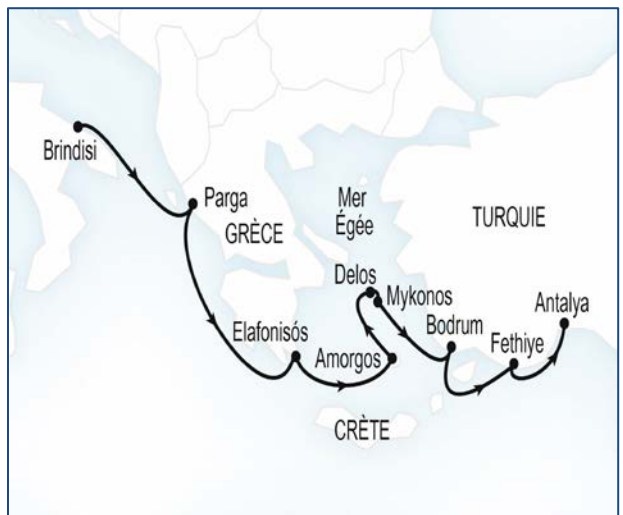 Brindisi
Parga
GRÈCE
Mer
Égée
TURQUIE
Delos
Mykonos
Antalya
Bodrum
Elafonisós
Amorgos
Fethiye
CRÈTE